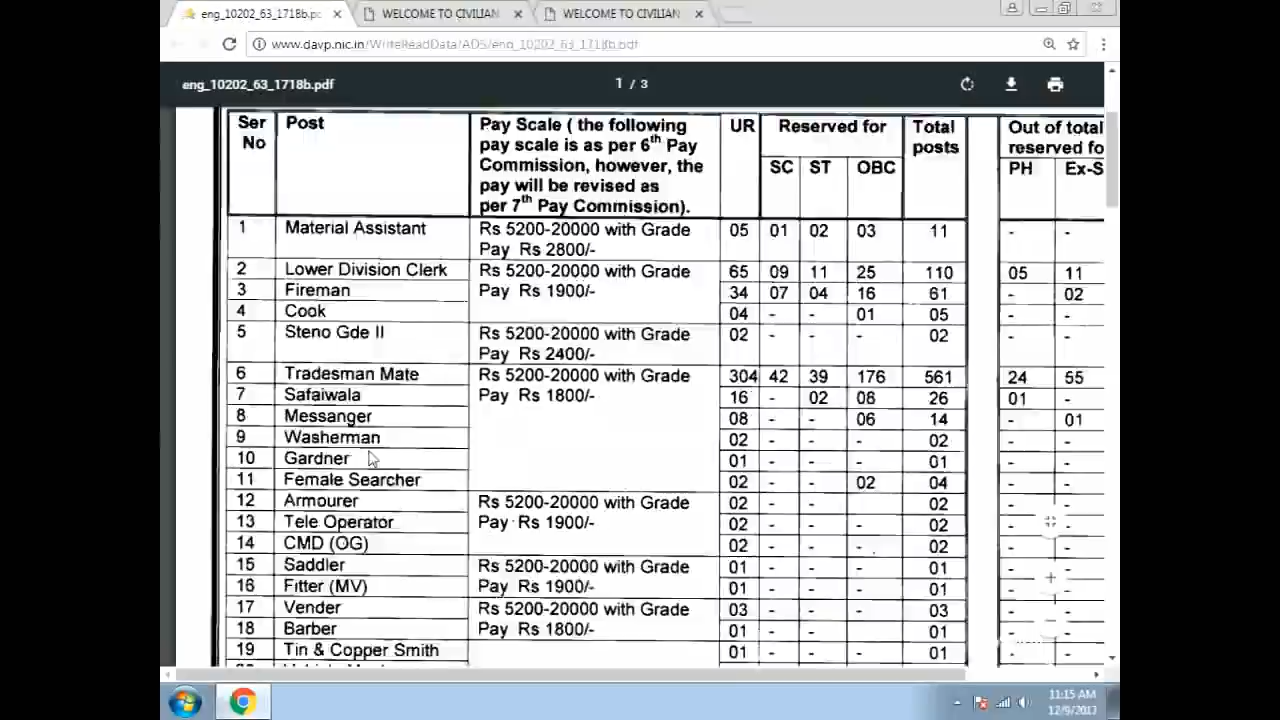 eng_10202_63_1718b.pc
WELCOME TO CIVILIAN
WELCOME TO CIVILIAN
www.davp.nic.in/WriteReadData/ADS/eng_10202_63_1718b.pdf
eng_10202_63_1718b.pdf 1 / 3
Ser No Post Pay Scale ( the following pay scale is as per 6th Pay Commission, however, the pay will be revised as per 7th Pay Commission). UR Reserved for Total posts Out of total reserved fo
SC ST OBC PH Ex-S
1 Material Assistant Rs 5200-20000 with Grade Pay Rs 2800/- 05 01 02 03 11 - -
2 Lower Division Clerk Rs 5200-20000 with Grade 65 09 11 25 110 05 11
3 Fireman Pay Rs 1900/- 34 07 04 16 61 - 02
4 Cook 04 - - 01 05 - -
5 Steno Gde II Rs 5200-20000 with Grade Pay Rs 2400/- 02 - - - 02 - -
6 Tradesman Mate Rs 5200-20000 with Grade 304 42 39 176 561 24 55
7 Safaiwala Pay Rs 1800/- 16 - 02 08 26 01 -
8 Messanger 08 - - 06 14 - 01
9 Washerman 02 - - - 02 - -
10 Gardner 01 - - - 01 - -
11 Female Searcher 02 - - 02 04 - -
12 Armourer Rs 5200-20000 with Grade 02 - - 02 - -
13 Tele Operator Pay Rs 1900/- 02 - - - 02 - -
14 CMD (OG) 02 - - - 02 - -
15 Saddler Rs 5200-20000 with Grade 01 - - - 01 - -
16 Fitter (MV) Pay Rs 1900/- 01 - - - 01 - -
17 Vender Rs 5200-20000 with Grade 03 - - - 03 - -
18 Barber Pay Rs 1800/- 01 - - 01 - -
19 Tin & Copper Smith 01 - - - 01 - -
11:15 AM
12/9/2017